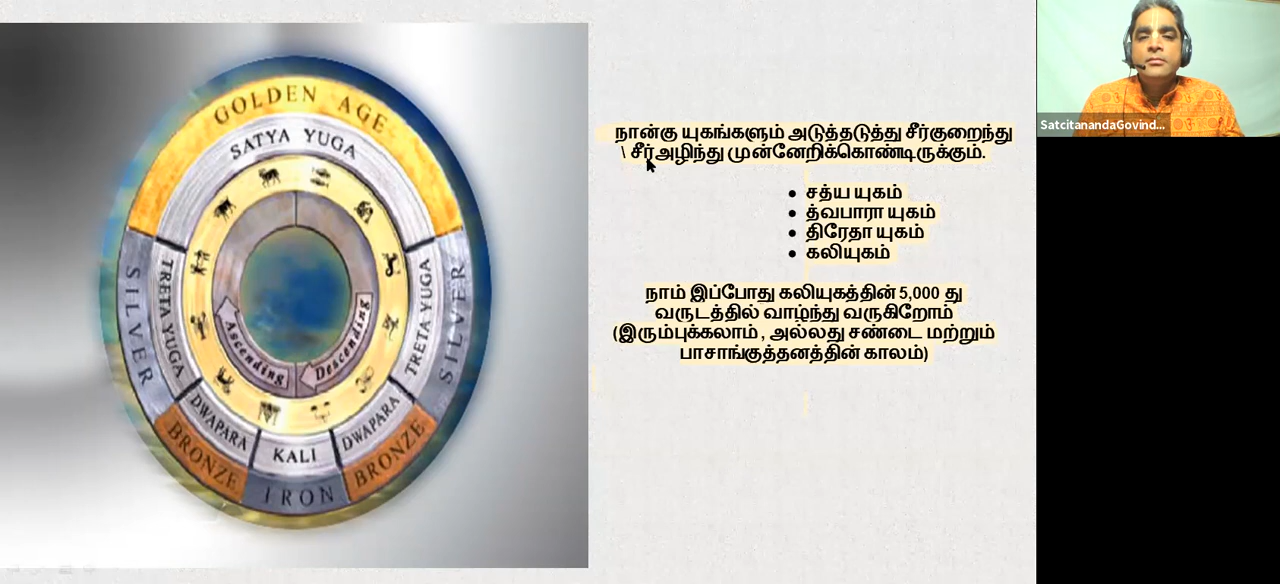 GOLDEN AGE
SATYA YUGA
SILVER
TRETA YUGA
TRETA YUGA
SILVER
Ascending
Descending
DWAPARA
KALI
DWAPARA
BRONZE
IRON
BRONZE
நான்கு யுகங்களும் அடுத்தடுத்து சீர்குறைந்து
\ சீர்அழிந்து முன்னேறிக்கொண்டிருக்கும்.
• சத்ய யுகம்
• த்வபாரா யுகம்
• திரேதா யுகம்
• கலியுகம்
நாம் இப்போது கலியுகத்தின் 5,000 து
வருடத்தில் வாழ்ந்து வருகிறோம்
(இரும்புக்கலாம் , அல்லது சண்டை மற்றும்
பாசாங்குத்தனத்தின் காலம்)
SatcitanandaGovind...